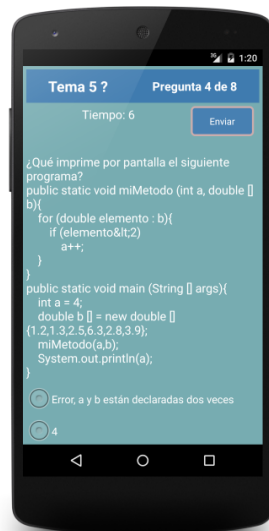 3G 1:20
Tema 5 ? Pregunta 4 de 8
Tiempo: 6 Enviar
¿Qué imprime por pantalla el siguiente
programa?
public static void miMetodo (int a, double []
b){
for (double elemento : b){
if (elemento&lt;2)
a++;
}
}
public static void main (String [] args){
int a = 4;
double b [] = new double []
{1.2,1.3,2.5,6.3,2.8,3.9};
miMetodo(a,b);
System.out.println(a);
}
Error, a y b están declaradas dos veces
4